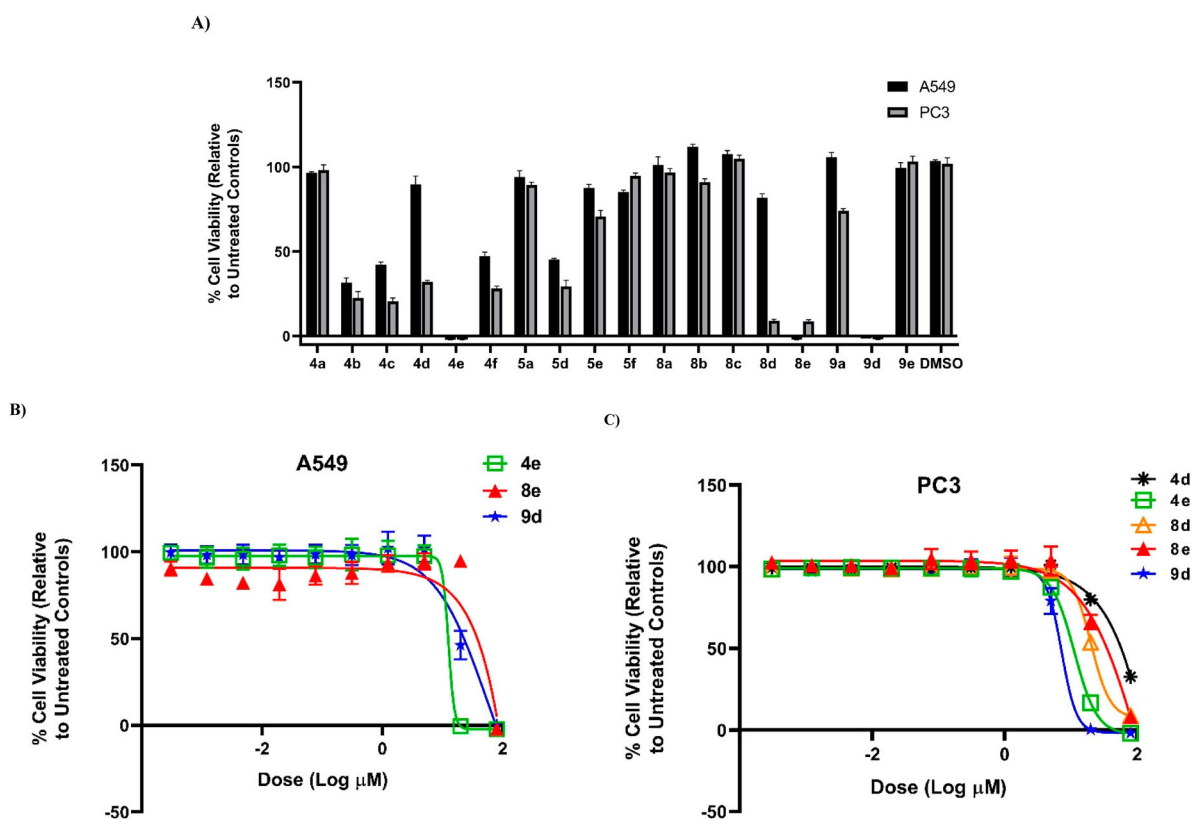 A)
% Cell Viability (Relative
to Untreated Controls)
150
100
50
0
A549
PC3
4a 4b 4c 4d 4e 4f 5a 5d 5e 5f 8a 8b 8c 8d 8e 9a 9d 9e DMSO
B)
A549
4e
8e
9d
% Cell Viability (Relative
to Untreated Controls)
150
100
50
0
-50
-2 0 2
Dose (Log μM)
C)
PC3
4d
4e
8d
8e
9d
% Cell Viability (Relative
to Untreated Controls)
150
100
50
0
-50
-2 0 2
Dose (Log μM)